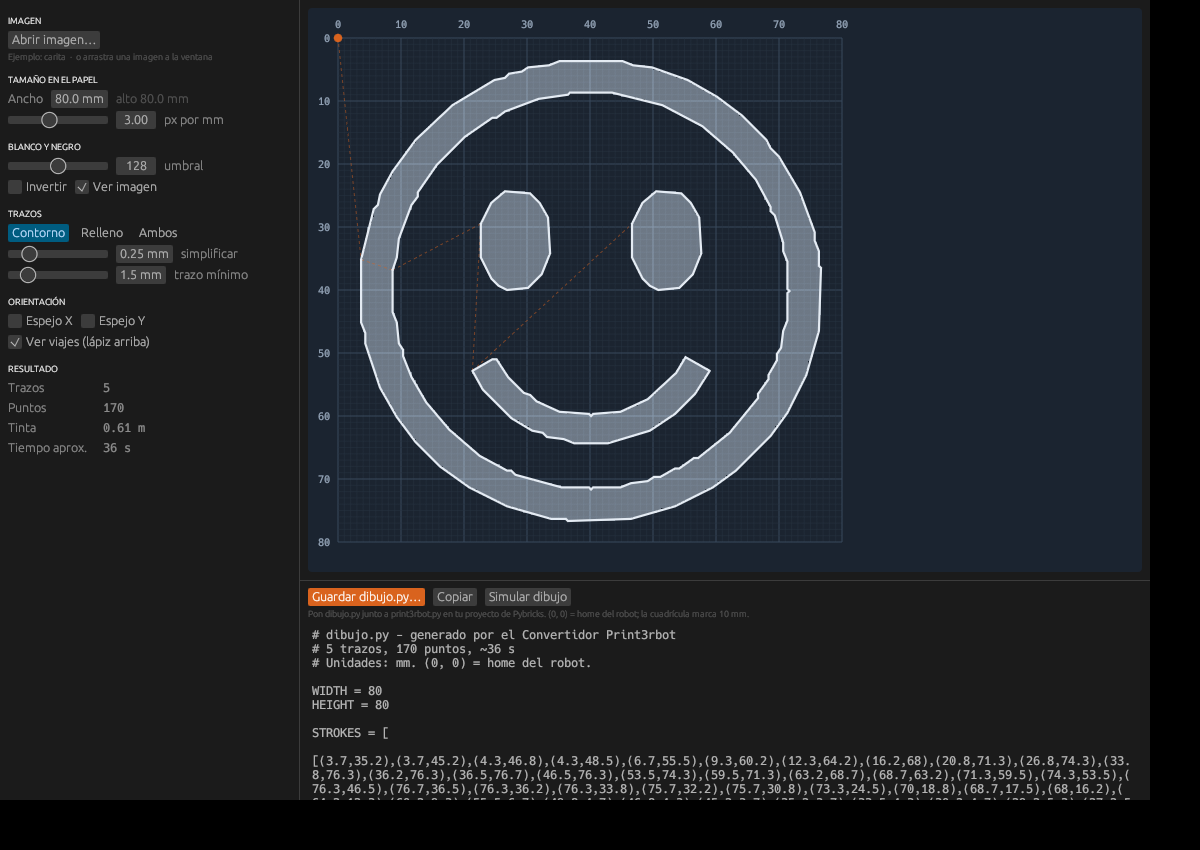 IMAGEN
Abrir imagen...
Ejemplo: carita · o arrastra una imagen a la ventana
TAMAÑO EN EL PAPEL
Ancho 80.0 mm alto 80.0 mm
3.00 px por mm
BLANCO Y NEGRO
128 umbral
Invertir Ver imagen
TRAZOS
Contorno Relleno Ambos
0.25 mm simplificar
1.5 mm trazo mínimo
ORIENTACIÓN
Espejo X Espejo Y
Ver viajes (lápiz arriba)
RESULTADO
Trazos 5
Puntos 170
Tinta 0.61 m
Tiempo aprox. 36 s
0 10 20 30 40 50 60 70 80
0
10
20
30
40
50
60
70
80
Guardar dibujo.py... Copiar Simular dibujo
Pon dibujo.py junto a print3rbot.py en tu proyecto de Pybricks. (0, 0) = home del robot; la cuadrícula marca 10 mm.
# dibujo.py - generado por el Convertidor Print3rbot
# 5 trazos, 170 puntos, ~36 s
# Unidades: mm. (0, 0) = home del robot.
WIDTH = 80
HEIGHT = 80
STROKES = [
[(3.7,35.2),(3.7,45.2),(4.3,46.8),(4.3,48.5),(6.7,55.5),(9.3,60.2),(12.3,64.2),(16.2,68),(20.8,71.3),(26.8,74.3),(33.
8,76.3),(36.2,76.3),(36.5,76.7),(46.5,76.3),(53.5,74.3),(59.5,71.3),(63.2,68.7),(68.7,63.2),(71.3,59.5),(74.3,53.5),(
76.3,46.5),(76.7,36.5),(76.3,36.2),(76.3,33.8),(75.7,32.2),(75.7,30.8),(73.3,24.5),(70,18.8),(68.7,17.5),(68,16.2),(